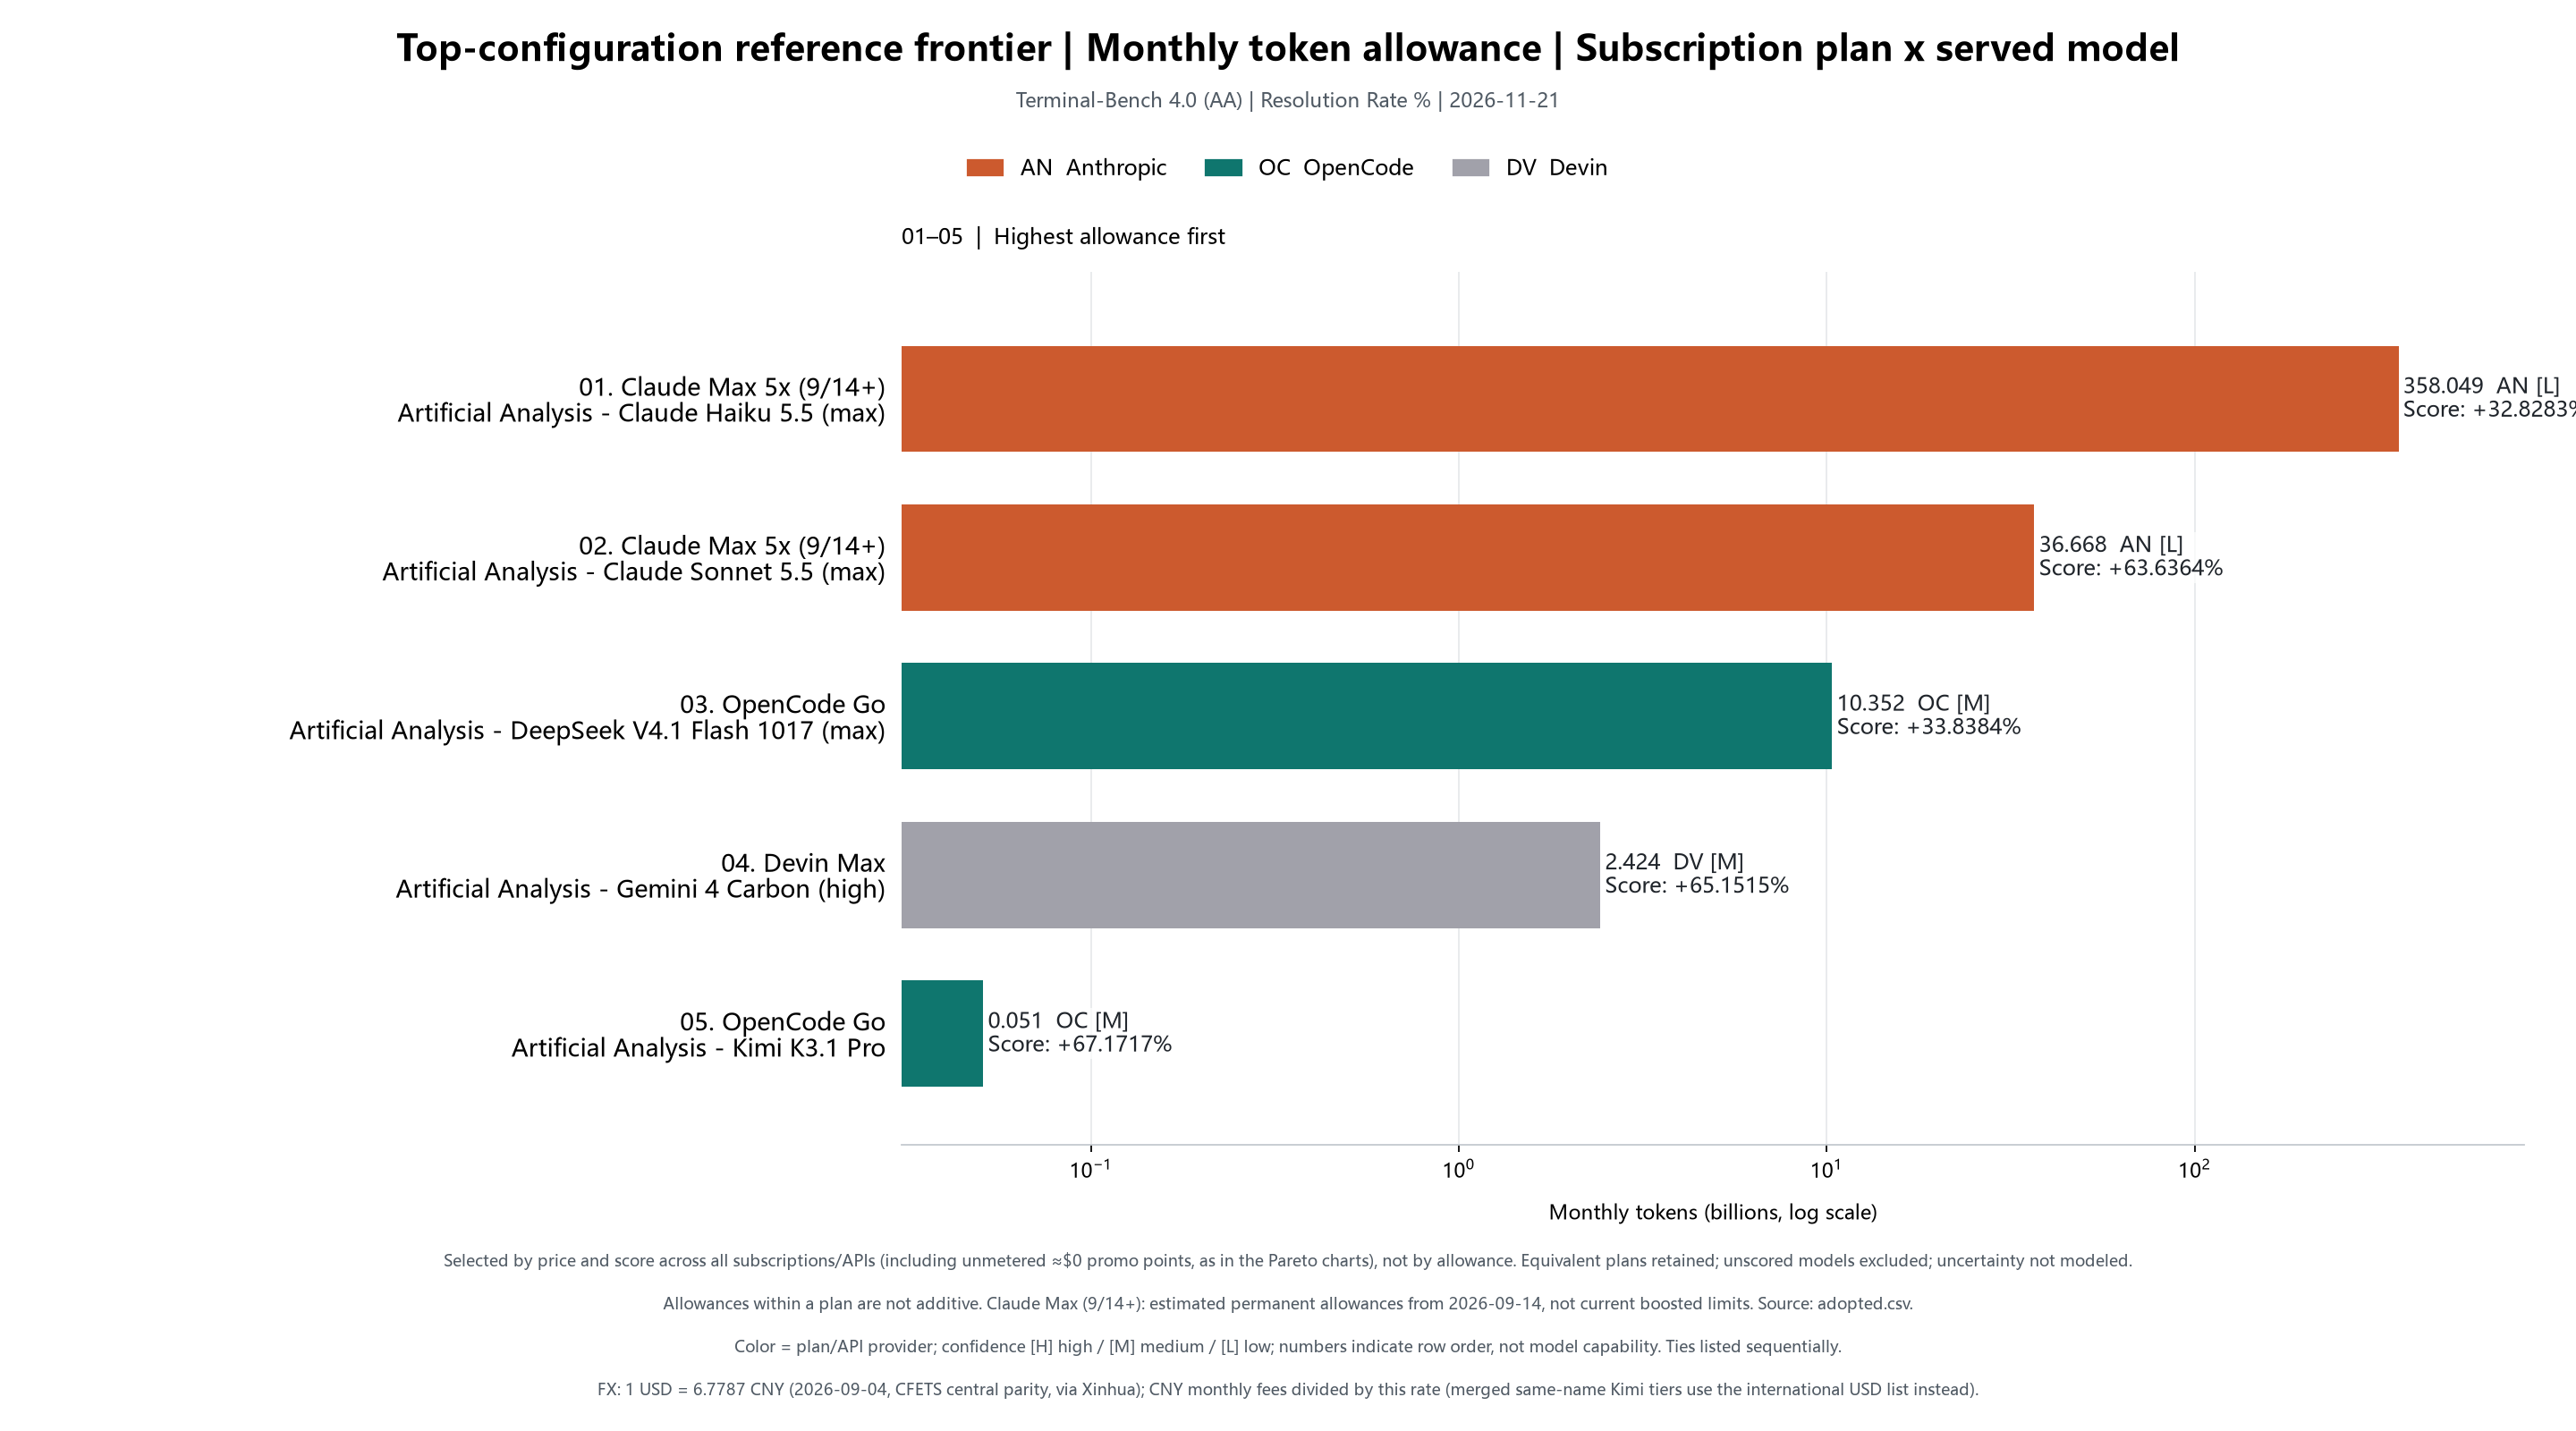 Top-configuration reference frontier | Monthly token allowance | Subscription plan x served model
Terminal-Bench 4.0 (AA) | Resolution Rate % | 2026-11-21
AN Anthropic
OC OpenCode
DV Devin
01–05 | Highest allowance first
01. Claude Max 5x (9/14+)
Artificial Analysis - Claude Haiku 5.5 (max)
358.049 AN [L]
Score: +32.8283%
02. Claude Max 5x (9/14+)
Artificial Analysis - Claude Sonnet 5.5 (max)
36.668 AN [L]
Score: +63.6364%
03. OpenCode Go
Artificial Analysis - DeepSeek V4.1 Flash 1017 (max)
10.352 OC [M]
Score: +33.8384%
04. Devin Max
Artificial Analysis - Gemini 4 Carbon (high)
2.424 DV [M]
Score: +65.1515%
05. OpenCode Go
Artificial Analysis - Kimi K3.1 Pro
0.051 OC [M]
Score: +67.1717%
10⁻¹
10⁰
10¹
10²
Monthly tokens (billions, log scale)
Selected by price and score across all subscriptions/APIs (including unmetered ≈$0 promo points, as in the Pareto charts), not by allowance. Equivalent plans retained; unscored models excluded; uncertainty not modeled.
Allowances within a plan are not additive. Claude Max (9/14+): estimated permanent allowances from 2026-09-14, not current boosted limits. Source: adopted.csv.
Color = plan/API provider; confidence [H] high / [M] medium / [L] low; numbers indicate row order, not model capability. Ties listed sequentially.
FX: 1 USD = 6.7787 CNY (2026-09-04, CFETS central parity, via Xinhua); CNY monthly fees divided by this rate (merged same-name Kimi tiers use the international USD list instead).